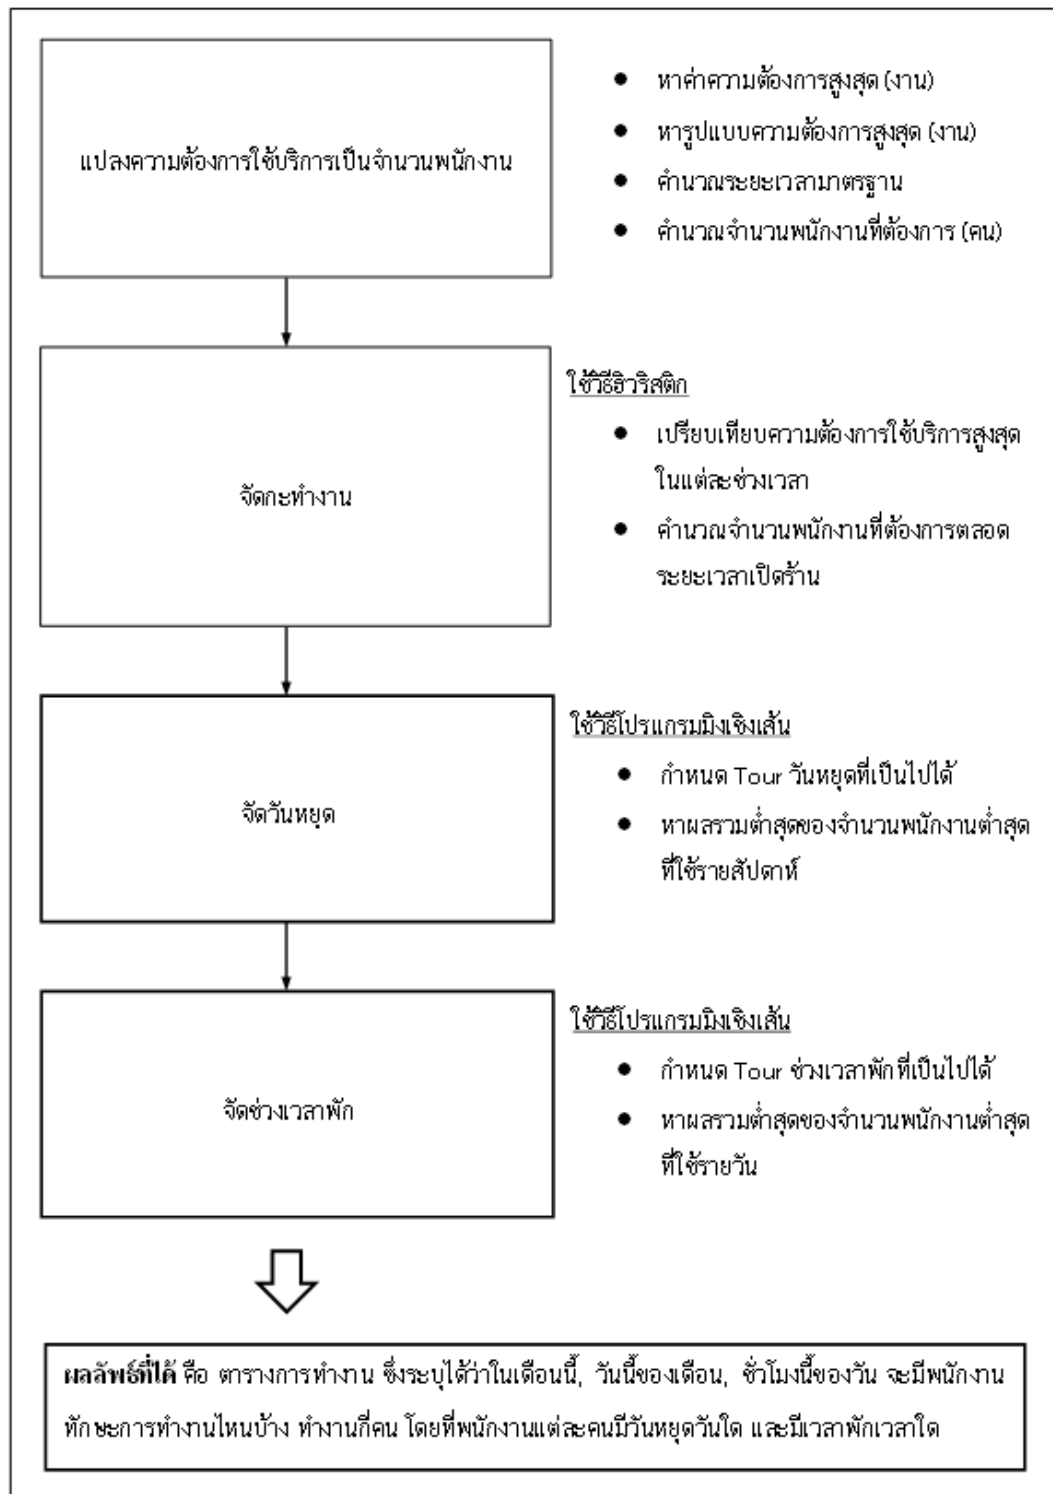 แปลงความต้องการใช้บริการเป็นจำนวนพนักงาน
● หาค่าความต้องการสูงสุด (งาน)
● หารูปแบบความต้องการสูงสุด (งาน)
● คำนวณระยะเวลามาตรฐาน
● คำนวณจำนวนพนักงานที่ต้องการ (คน)
จัดกะทำงาน
ใช้วิธีฮิวริสติก
● เปรียบเทียบความต้องการใช้บริการสูงสุด
ในแต่ละช่วงเวลา
● คำนวณจำนวนพนักงานที่ต้องการตลอด
ระยะเวลาเปิดร้าน
จัดวันหยุด
ใช้วิธีโปรแกรมมิงเชิงเส้น
● กำหนด Tour วันหยุดที่เป็นไปได้
● หาผลรวมต่ำสุดของจำนวนพนักงานต่ำสุด
ที่ใช้รายสัปดาห์
จัดช่วงเวลาพัก
ใช้วิธีโปรแกรมมิงเชิงเส้น
● กำหนด Tour ช่วงเวลาพักที่เป็นไปได้
● หาผลรวมต่ำสุดของจำนวนพนักงานต่ำสุด
ที่ใช้รายวัน
ผลลัพธ์ที่ได้ คือ ตารางการทำงาน ซึ่งระบุได้ว่าในเดือนนี้, วันนี้ของเดือน, ชั่วโมงนี้ของวัน จะมีพนักงาน
ทักษะการทำงานไหนบ้าง ทำงานกี่คน โดยที่พนักงานแต่ละคนมีวันหยุดวันใด และมีเวลาพักเวลาใด